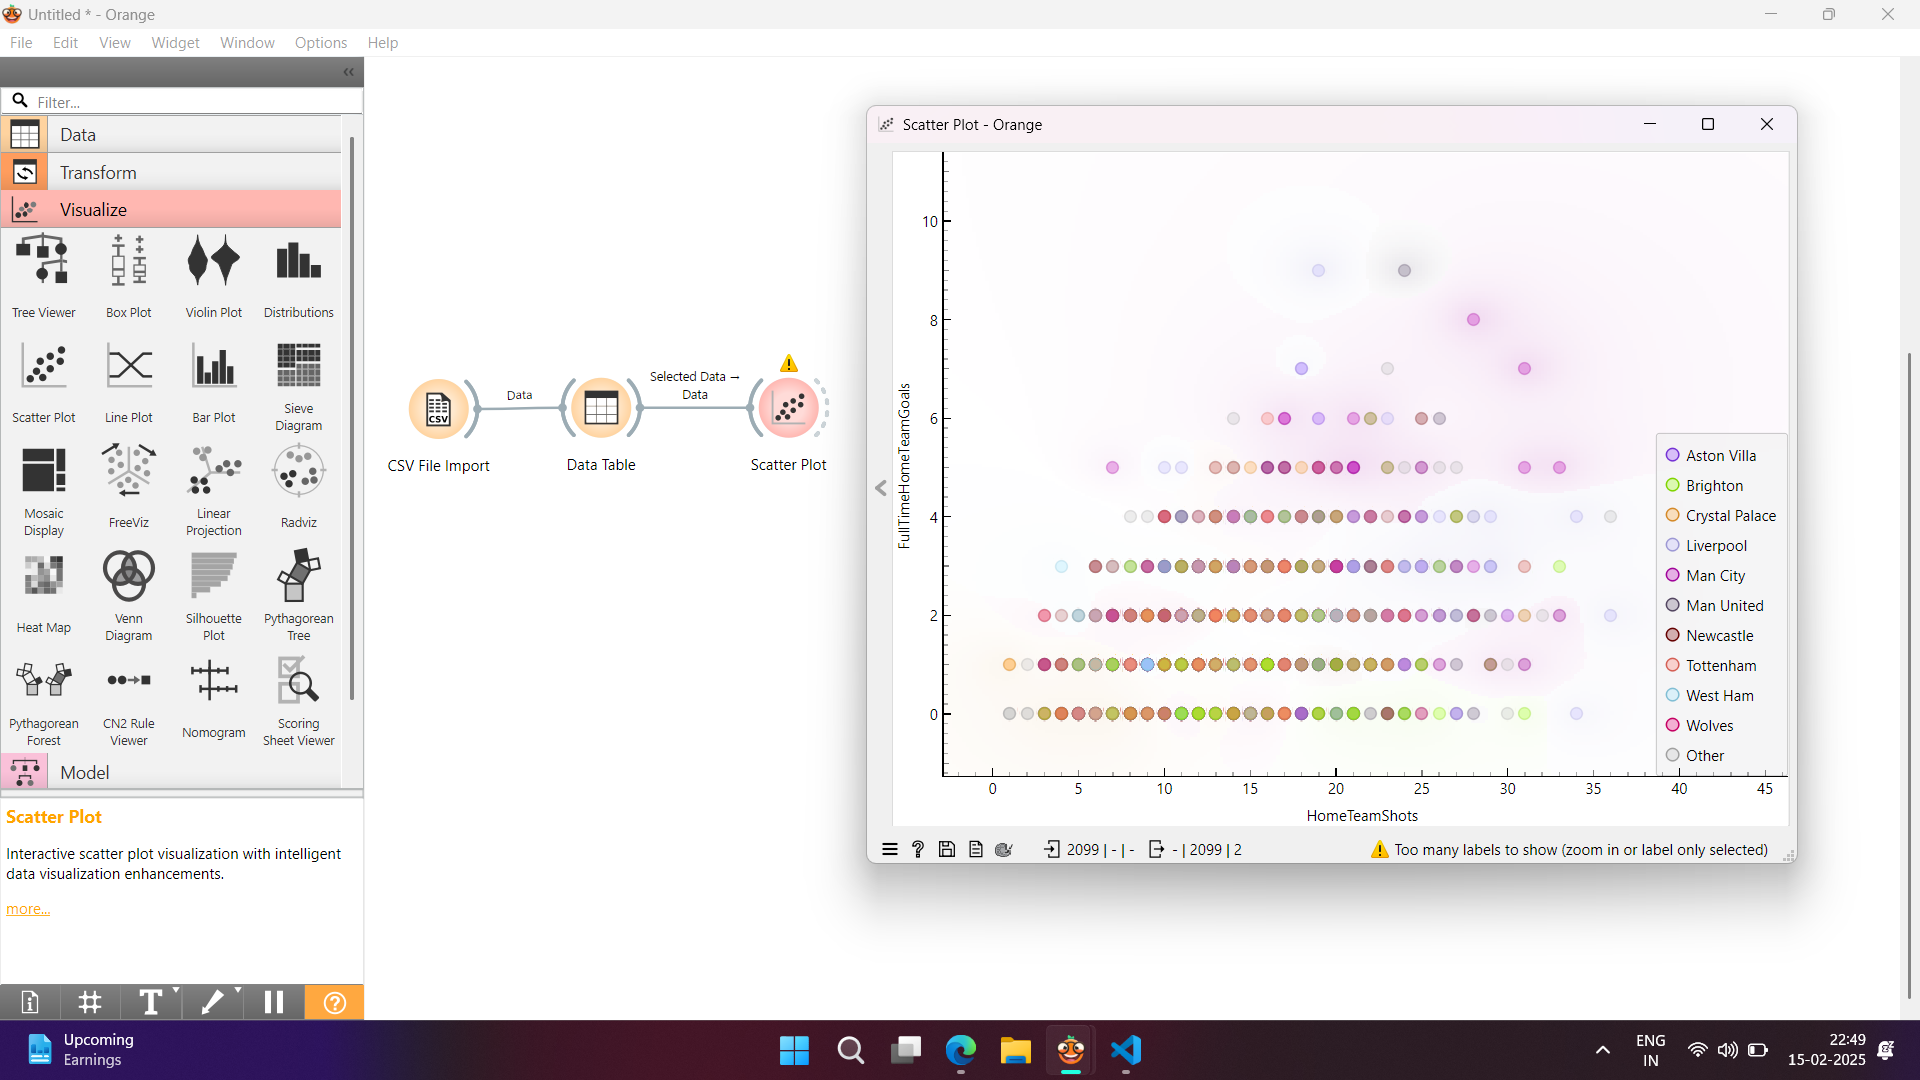 Untitled * - Orange
File Edit View Widget Window Options Help
Filter...
Data
Transform
Visualize
Tree Viewer Box Plot Violin Plot Distributions
Scatter Plot Line Plot Bar Plot Sieve Diagram
Mosaic Display FreeViz Linear Projection Radviz
Heat Map Venn Diagram Silhouette Plot Pythagorean Tree
Pythagorean Forest CN2 Rule Viewer Nomogram Scoring Sheet Viewer
Model
Scatter Plot
Interactive scatter plot visualization with intelligent
data visualization enhancements.
more...
CSV
CSV File Import
Data
Data Table
Selected Data →
Data
Scatter Plot
Scatter Plot - Orange
FullTimeHomeTeamGoals
10
8
6
4
2
0
0 5 10 15 20 25 30 35 40 45
HomeTeamShots
Aston Villa
Brighton
Crystal Palace
Liverpool
Man City
Man United
Newcastle
Tottenham
West Ham
Wolves
Other
2099 | - | - - | 2099 | 2
Too many labels to show (zoom in or label only selected)
Upcoming
Earnings
ENG
IN
22:49
15-02-2025